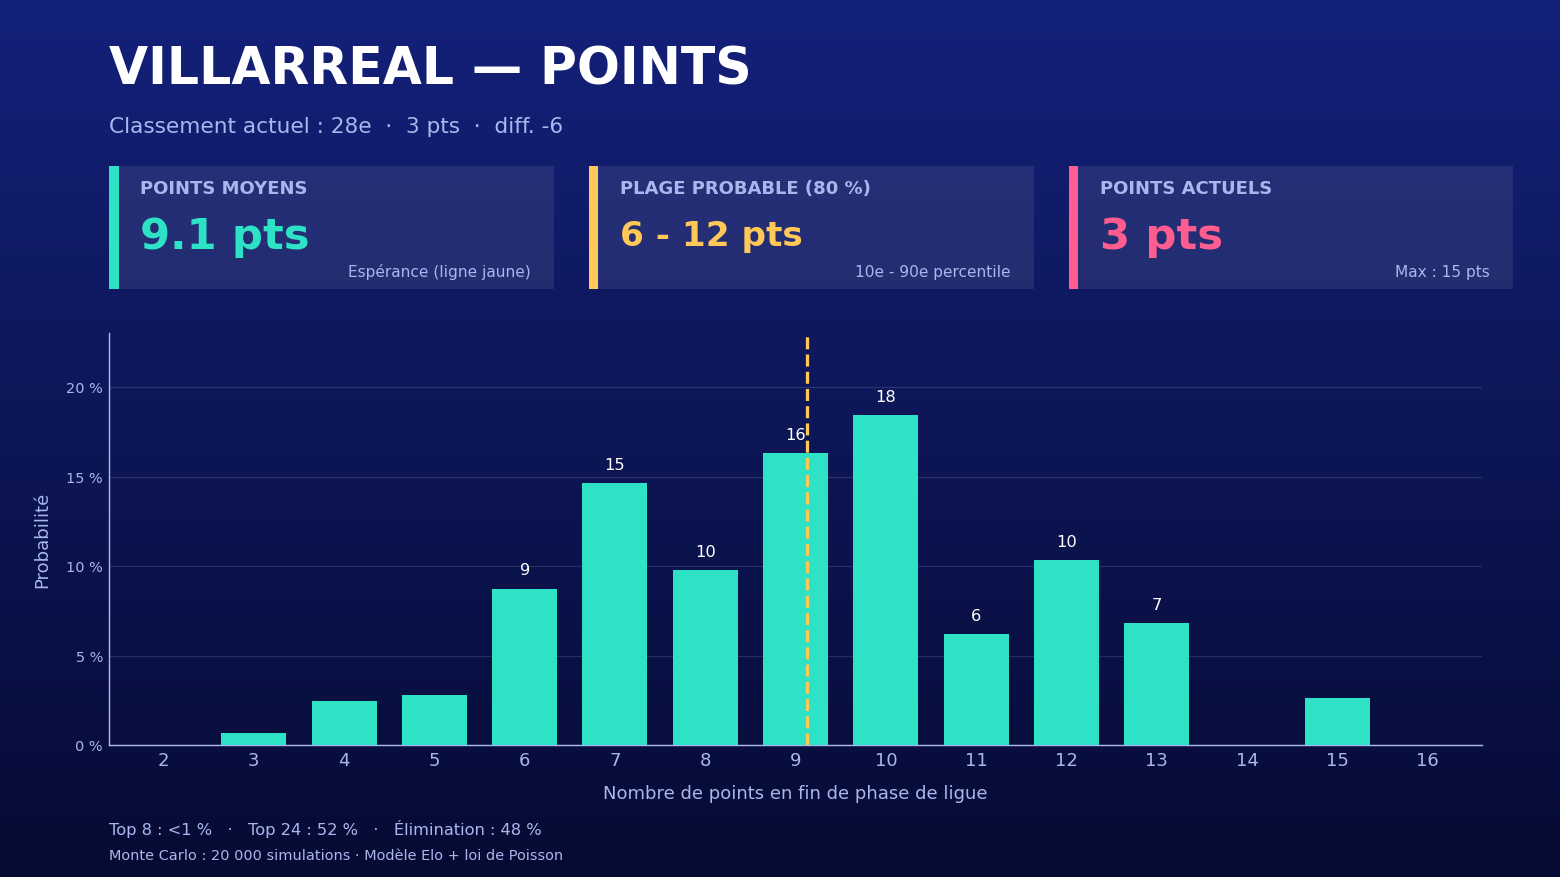 VILLARREAL — POINTS
Classement actuel : 28e · 3 pts · diff. -6
POINTS MOYENS
9.1 pts
Espérance (ligne jaune)
PLAGE PROBABLE (80 %)
6 - 12 pts
10e - 90e percentile
POINTS ACTUELS
3 pts
Max : 15 pts
Probabilité
20 %
15 %
10 %
5 %
0 %
9
15
10
16
18
6
10
7
2 3 4 5 6 7 8 9 10 11 12 13 14 15 16
Nombre de points en fin de phase de ligue
Top 8 : <1 % · Top 24 : 52 % · Élimination : 48 %
Monte Carlo : 20 000 simulations · Modèle Elo + loi de Poisson